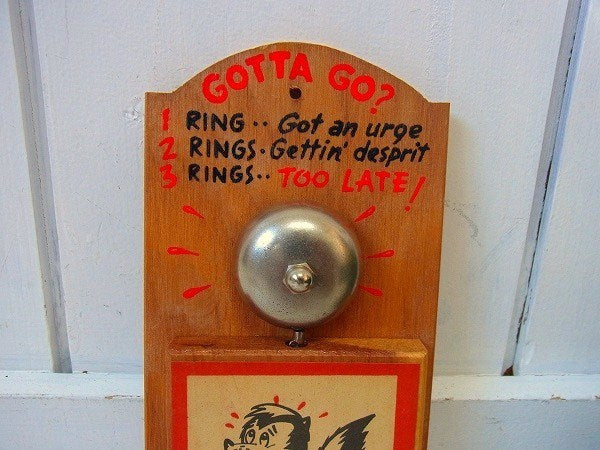 GOTTA GO?
1 RING·· Got an urge
2 RINGS· Gettin' desprit
3 RINGS·· TOO LATE!